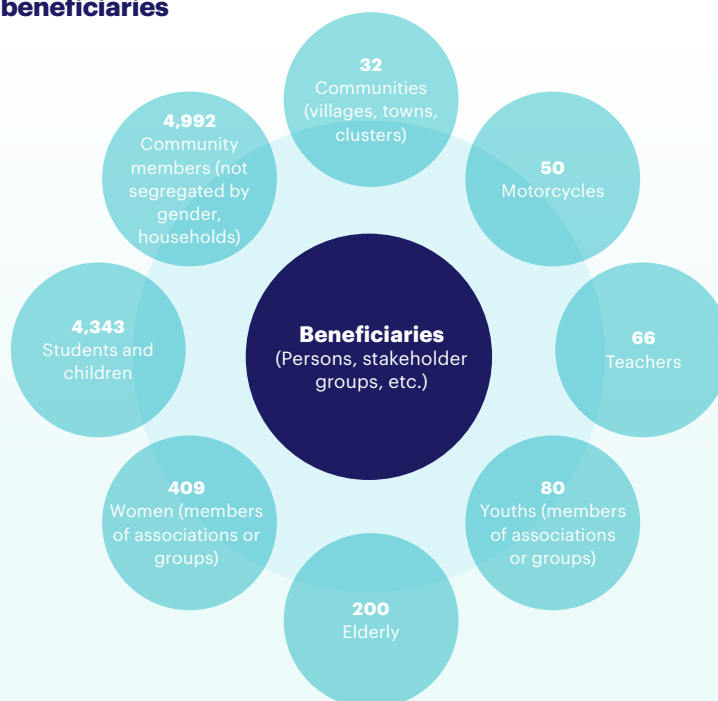 beneficiaries
32
Communities
(villages, towns,
clusters)
50
Motorcycles
66
Teachers
80
Youths (members
of associations
or groups)
200
Elderly
409
Women (members
of associations or
groups)
4,343
Students and
children
4,992
Community
members (not
segregated by
gender,
households)
Beneficiaries
(Persons, stakeholder
groups, etc.)